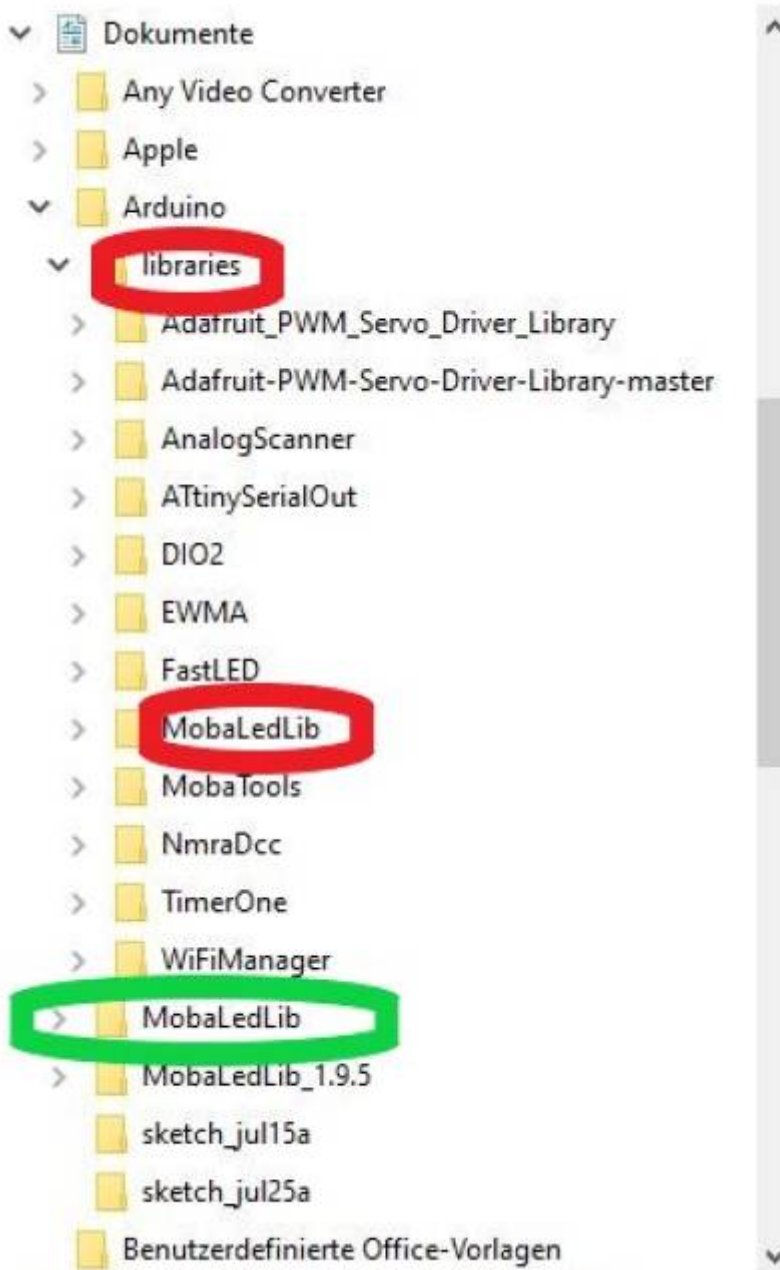 Dokumente
Any Video Converter
Apple
Arduino
libraries
Adafruit_PWM_Servo_Driver_Library
Adafruit-PWM-Servo-Driver-Library-master
AnalogScanner
ATtinySerialOut
DIO2
EWMA
FastLED
MobaLedLib
MobaTools
NmraDcc
TimerOne
WiFiManager
MobaLedLib
MobaLedLib_1.9.5
sketch_jul15a
sketch_jul25a
Benutzerdefinierte Office-Vorlagen